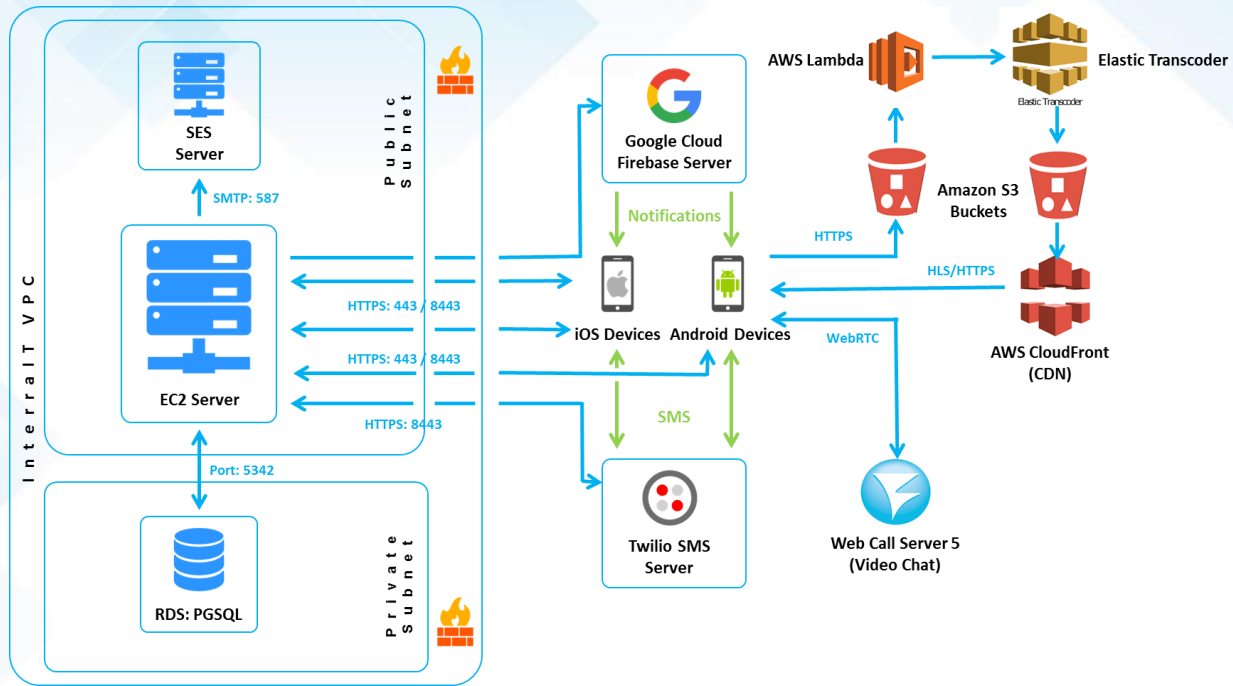 InterraIT VPC
Public
Subnet
SES
Server
SMTP: 587
EC2 Server
Port: 5342
RDS: PGSQL
Private
Subnet
HTTPS: 443 / 8443
HTTPS: 443 / 8443
HTTPS: 8443
Google Cloud
Firebase Server
Notifications
iOS Devices
Android Devices
SMS
Twilio SMS
Server
AWS Lambda
Elastic Transcoder
Elastic Transcoder
Amazon S3
Buckets
HTTPS
HLS/HTTPS
WebRTC
AWS CloudFront
(CDN)
Web Call Server 5
(Video Chat)